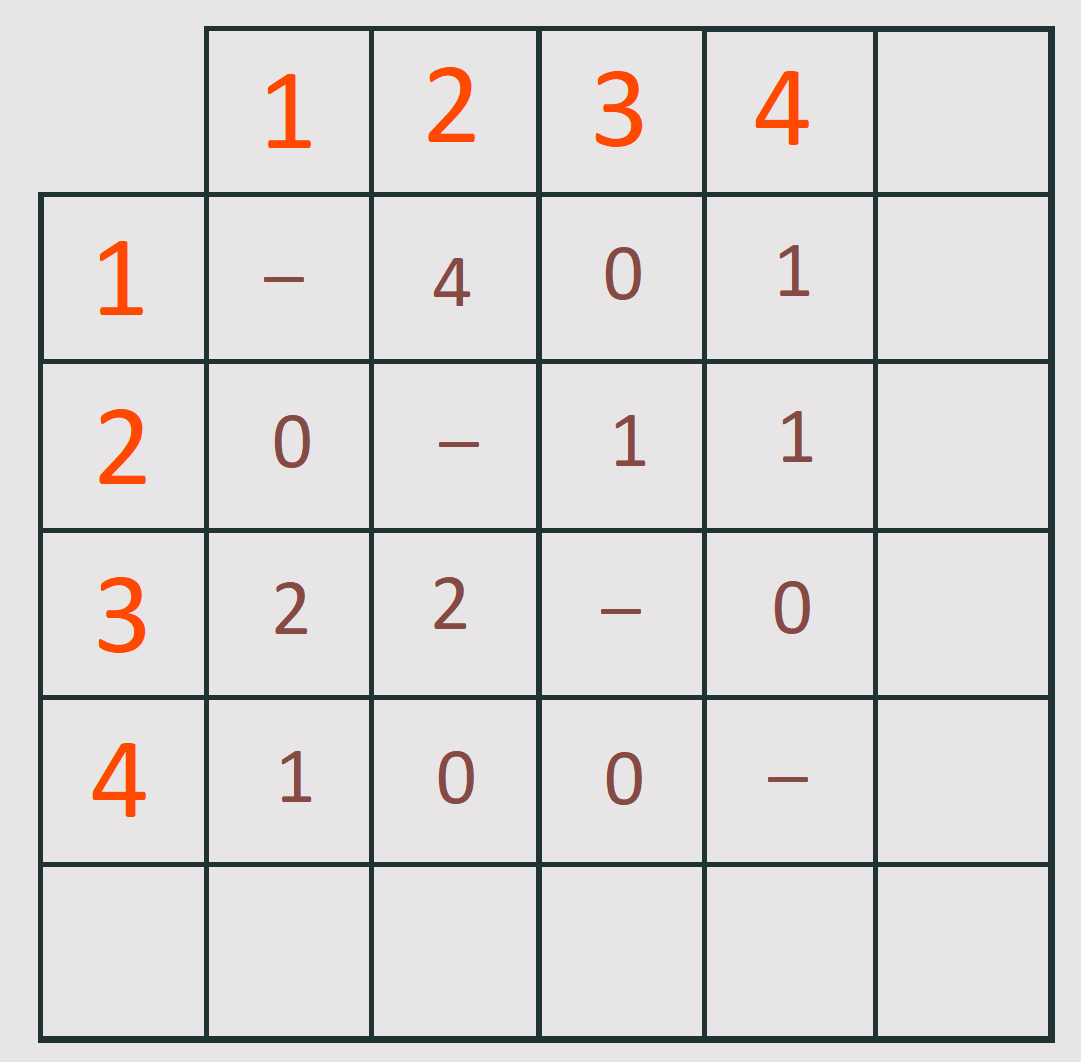 1 2 3 4
1 – 4 0 1
2 0 – 1 1
3 2 2 – 0
4 1 0 0 –